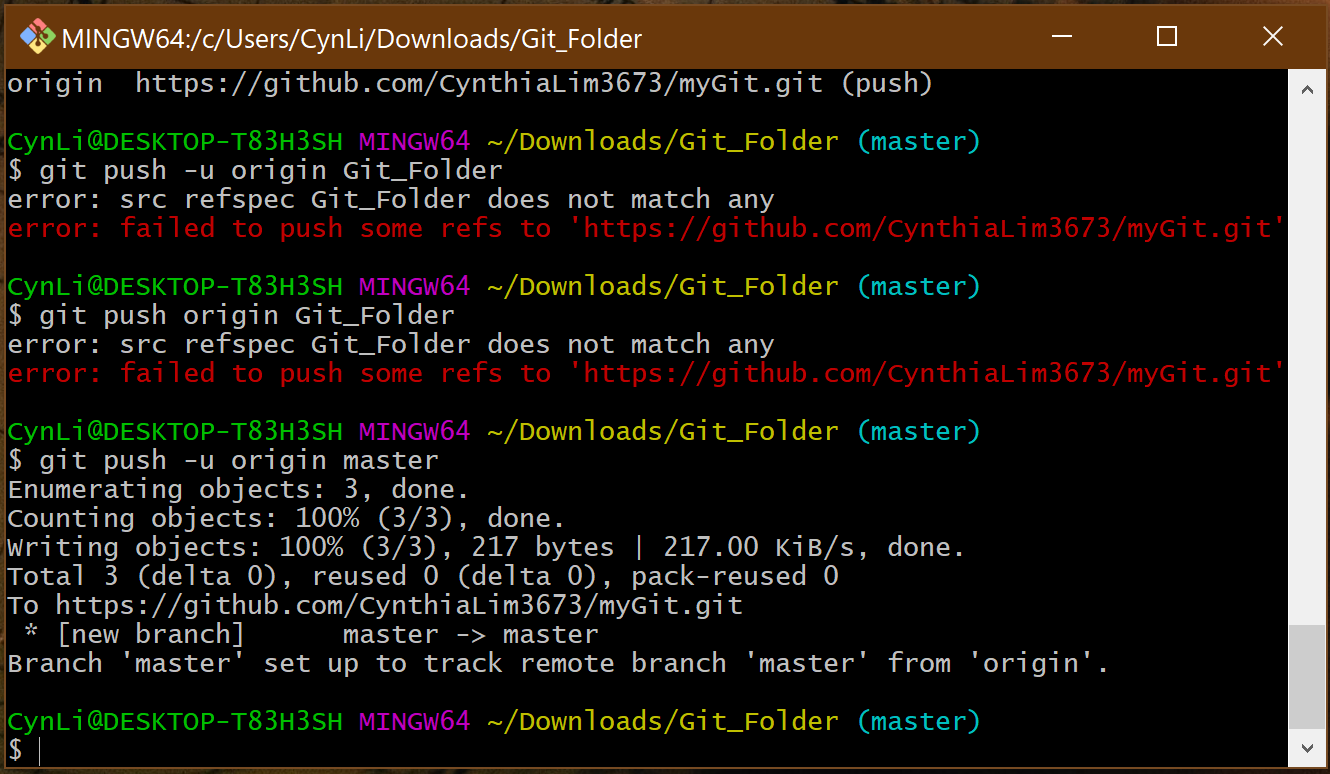 MINGW64:/c/Users/CynLi/Downloads/Git_Folder
origin  https://github.com/CynthiaLim3673/myGit.git (push)
CynLi@DESKTOP-T83H3SH MINGW64 ~/Downloads/Git_Folder (master)
$ git push -u origin Git_Folder
error: src refspec Git_Folder does not match any
error: failed to push some refs to 'https://github.com/CynthiaLim3673/myGit.git'
CynLi@DESKTOP-T83H3SH MINGW64 ~/Downloads/Git_Folder (master)
$ git push origin Git_Folder
error: src refspec Git_Folder does not match any
error: failed to push some refs to 'https://github.com/CynthiaLim3673/myGit.git'
CynLi@DESKTOP-T83H3SH MINGW64 ~/Downloads/Git_Folder (master)
$ git push -u origin master
Enumerating objects: 3, done.
Counting objects: 100% (3/3), done.
Writing objects: 100% (3/3), 217 bytes | 217.00 KiB/s, done.
Total 3 (delta 0), reused 0 (delta 0), pack-reused 0
To https://github.com/CynthiaLim3673/myGit.git
 * [new branch]      master -> master
Branch 'master' set up to track remote branch 'master' from 'origin'.
CynLi@DESKTOP-T83H3SH MINGW64 ~/Downloads/Git_Folder (master)
$